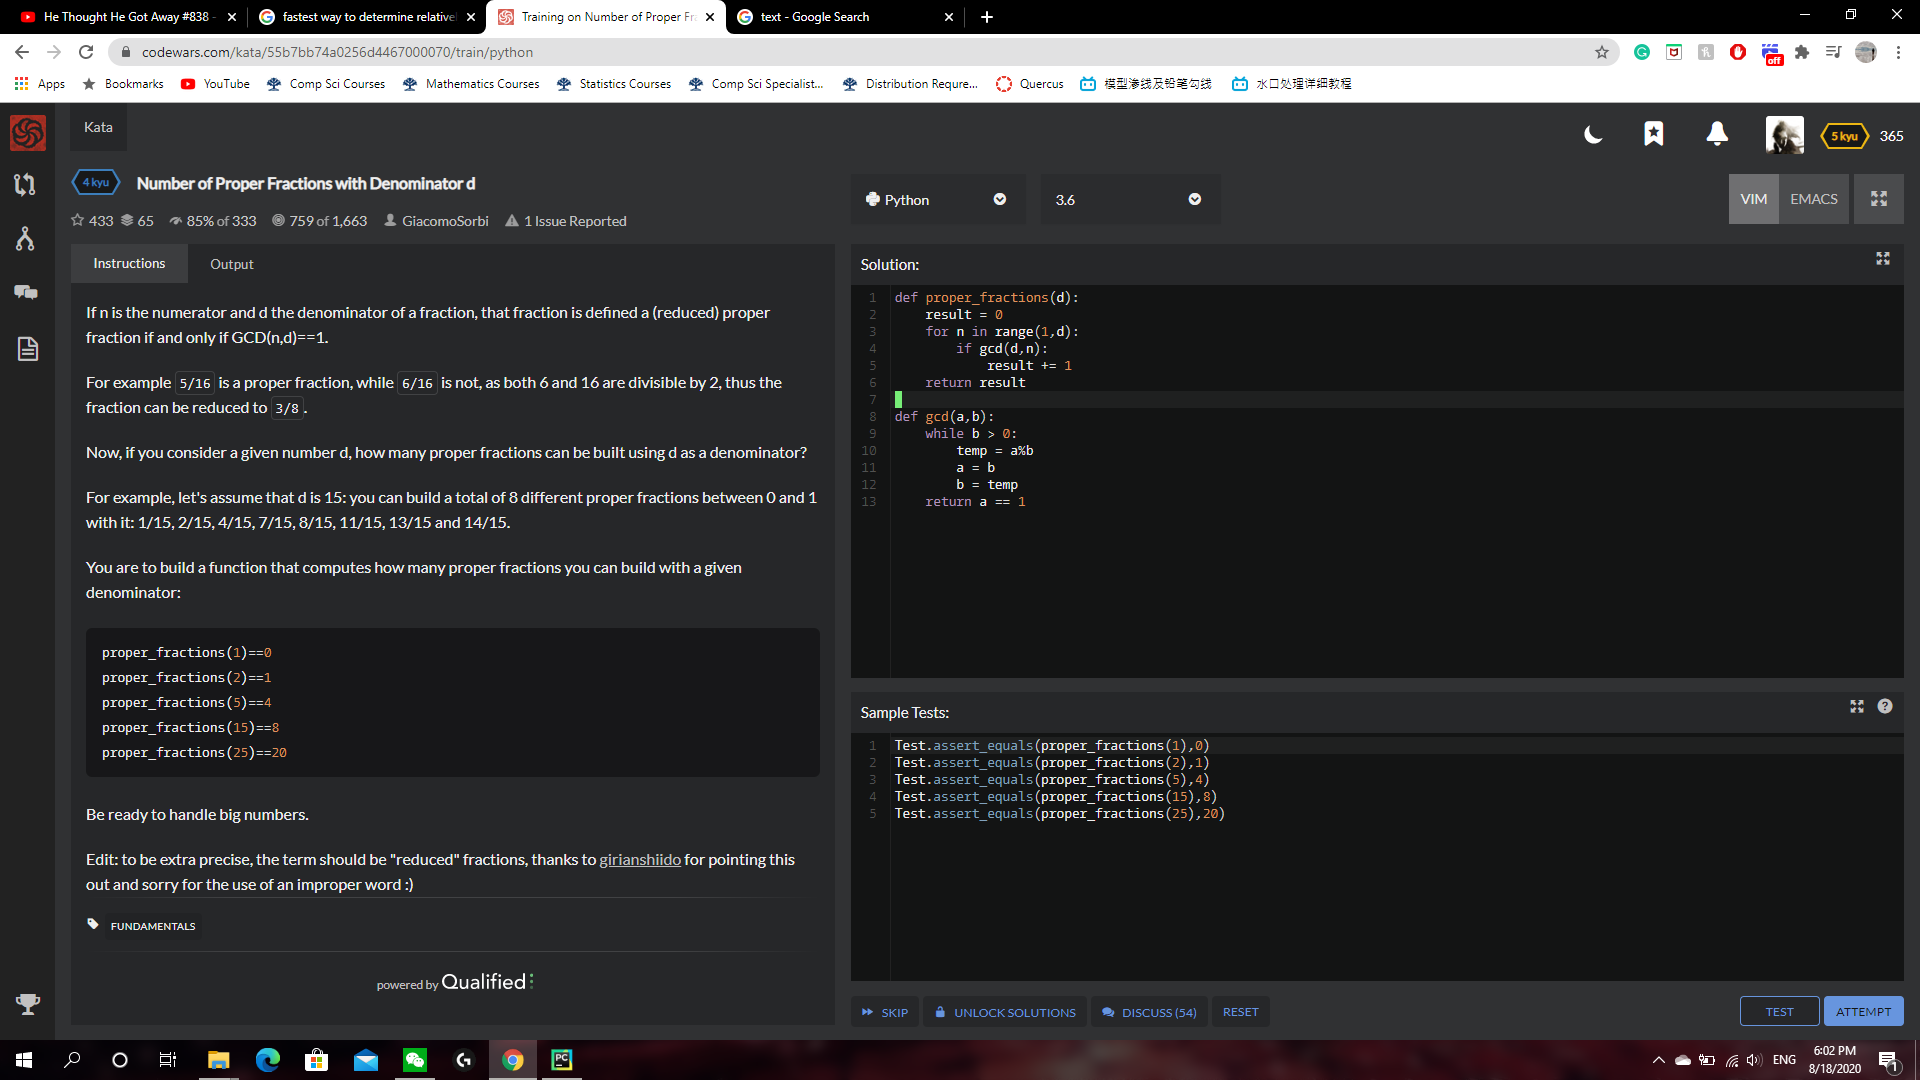 He Thought He Got Away #838 -
fastest way to determine relative
Training on Number of Proper Fra
text - Google Search
codewars.com/kata/55b7bb74a0256d4467000070/train/python
off
Apps
Bookmarks
YouTube
Comp Sci Courses
Mathematics Courses
Statistics Courses
Comp Sci Specialist...
Distribution Requre...
Quercus
模型渗线及铅笔勾线
水口处理详细教程
Kata
5 kyu
365
4 kyu
Number of Proper Fractions with Denominator d
433 65 85% of 333 759 of 1,663 GiacomoSorbi 1 Issue Reported
Python
3.6
VIM
EMACS
Instructions
Output
If n is the numerator and d the denominator of a fraction, that fraction is defined a (reduced) proper
fraction if and only if GCD(n,d)==1.
For example 5/16 is a proper fraction, while 6/16 is not, as both 6 and 16 are divisible by 2, thus the
fraction can be reduced to 3/8.
Now, if you consider a given number d, how many proper fractions can be built using d as a denominator?
For example, let's assume that d is 15: you can build a total of 8 different proper fractions between 0 and 1
with it: 1/15, 2/15, 4/15, 7/15, 8/15, 11/15, 13/15 and 14/15.
You are to build a function that computes how many proper fractions you can build with a given
denominator:
proper_fractions(1)==0
proper_fractions(2)==1
proper_fractions(5)==4
proper_fractions(15)==8
proper_fractions(25)==20
Be ready to handle big numbers.
Edit: to be extra precise, the term should be "reduced" fractions, thanks to girianshiido for pointing this
out and sorry for the use of an improper word :)
FUNDAMENTALS
powered by Qualified
Solution:
1 def proper_fractions(d):
2     result = 0
3     for n in range(1,d):
4         if gcd(d,n):
5             result += 1
6     return result
7
8 def gcd(a,b):
9     while b > 0:
10         temp = a%b
11         a = b
12         b = temp
13     return a == 1
Sample Tests:
1 Test.assert_equals(proper_fractions(1),0)
2 Test.assert_equals(proper_fractions(2),1)
3 Test.assert_equals(proper_fractions(5),4)
4 Test.assert_equals(proper_fractions(15),8)
5 Test.assert_equals(proper_fractions(25),20)
SKIP
UNLOCK SOLUTIONS
DISCUSS (54)
RESET
TEST
ATTEMPT
PC
ENG
6:02 PM
8/18/2020
1